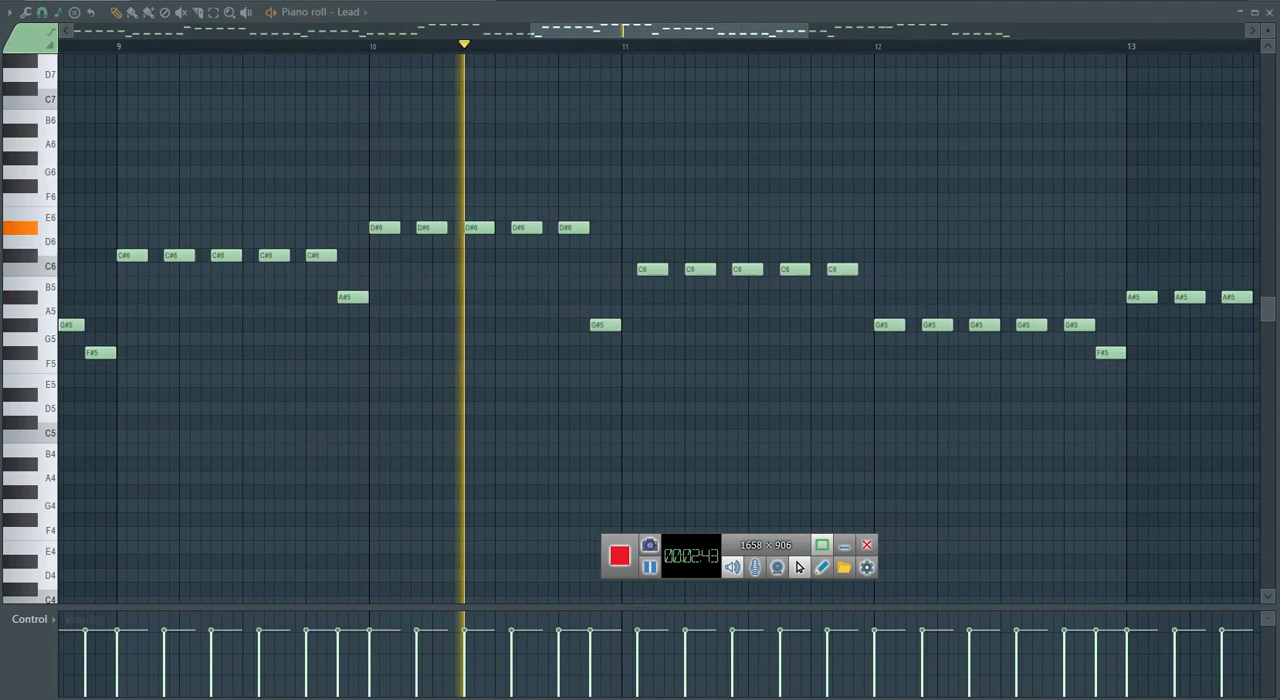 Piano roll - Lead
9 10 11 12 13
D7
C7
B6
A6
G6
F6
E6
D#6 D#6 D#6 D#6 D#6
D6
C#6 C#6 C#6 C#6 C#6
C6 C6 C6 C6 C6 C6
B5
A#5 A#5 A#5 A#5
A5
G#5 G#5 G#5 G#5 G#5 G#5 G#5
G5
F#5 F#5
F5
E5
D5
C5
B4
A4
G4
F4
E4
1658 × 906
00:02:43
D4
C4
Control